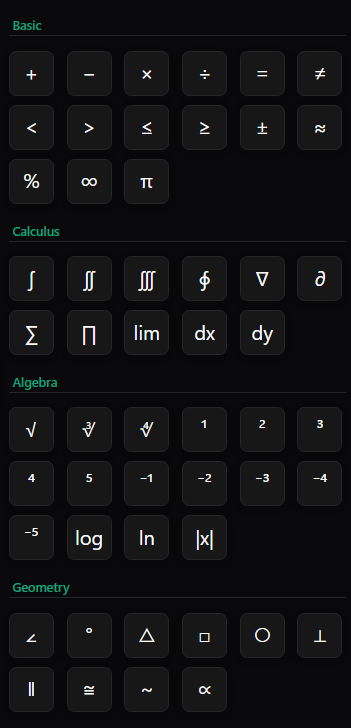 Basic
+ − × ÷ = ≠
< > ≤ ≥ ± ≈
% ∞ π
Calculus
∫ ∬ ∭ ∮ ∇ ∂
∑ ∏ lim dx dy
Algebra
√ ∛ ∜ ¹ ² ³
⁴ ⁵ ⁻¹ ⁻² ⁻³ ⁻⁴
⁻⁵ log ln |x|
Geometry
∠ ° △ □ ○ ⊥
∥ ≅ ~ ∝